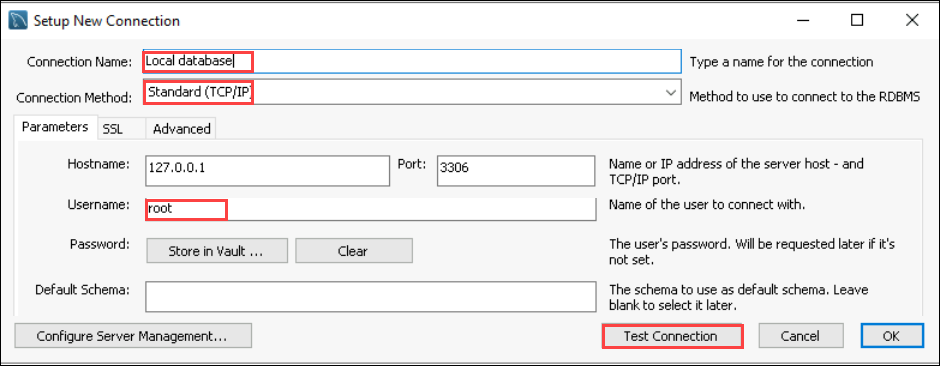 Setup New Connection
Connection Name: Local database Type a name for the connection
Connection Method: Standard (TCP/IP) Method to use to connect to the RDBMS
Parameters SSL Advanced
Hostname: 127.0.0.1 Port: 3306 Name or IP address of the server host - and
TCP/IP port.
Username: root Name of the user to connect with.
Password: Store in Vault ... Clear The user's password. Will be requested later if it's
not set.
Default Schema: The schema to use as default schema. Leave
blank to select it later.
Configure Server Management... Test Connection Cancel OK